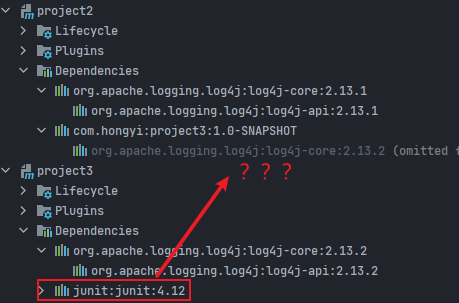 project2
Lifecycle
Plugins
Dependencies
org.apache.logging.log4j:log4j-core:2.13.1
org.apache.logging.log4j:log4j-api:2.13.1
com.hongyi:project3:1.0-SNAPSHOT
org.apache.logging.log4j:log4j-core:2.13.2 (omitted f
project3
? ? ?
Lifecycle
Plugins
Dependencies
org.apache.logging.log4j:log4j-core:2.13.2
org.apache.logging.log4j:log4j-api:2.13.2
junit:junit:4.12